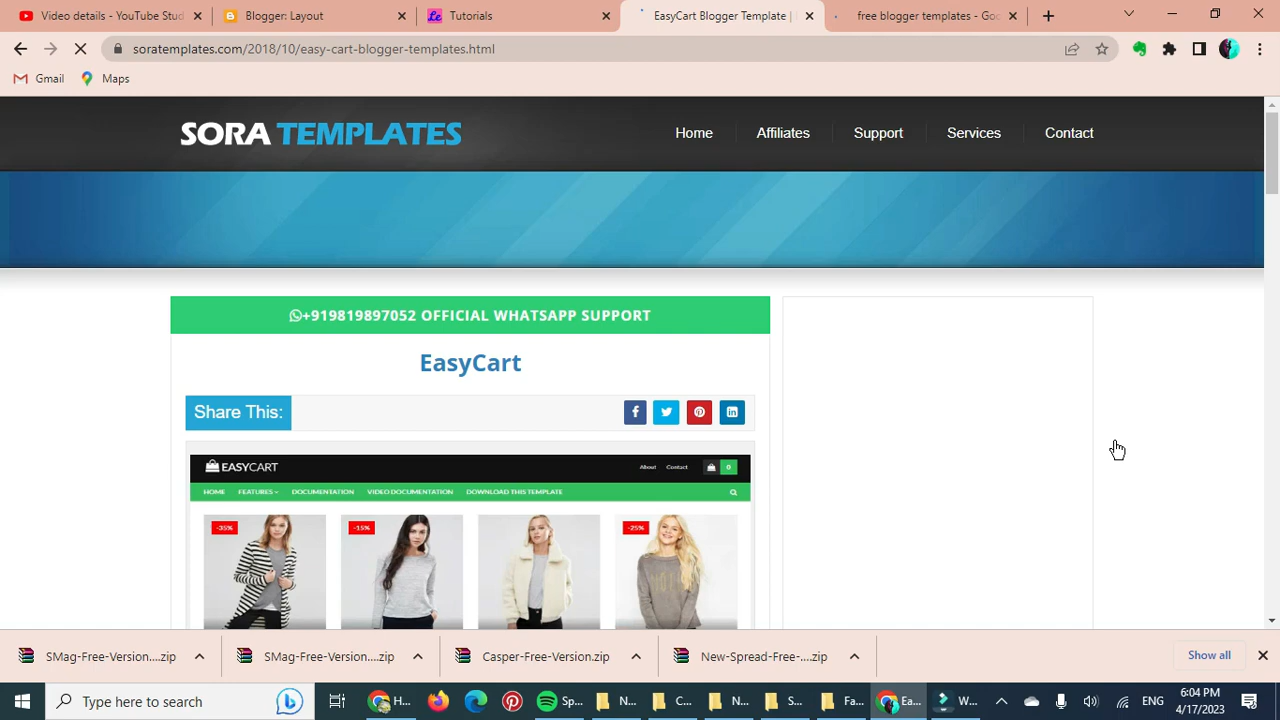 Video details - YouTube Stud
Blogger: Layout
Tutorials
EasyCart Blogger Template |
free blogger templates - Goo
soratemplates.com/2018/10/easy-cart-blogger-templates.html
Gmail
Maps
SORA TEMPLATES
Home
Affiliates
Support
Services
Contact
+919819897052 OFFICIAL WHATSAPP SUPPORT
EasyCart
Share This:
EASYCART
About
Contact
0
HOME
FEATURES
DOCUMENTATION
VIDEO DOCUMENTATION
DOWNLOAD THIS TEMPLATE
-35%
-15%
-25%
SMag-Free-Version....zip
SMag-Free-Version....zip
Casper-Free-Version.zip
New-Spread-Free-....zip
Show all
Type here to search
H...
Sp...
N...
C...
N...
S...
Fa...
Ea...
W...
ENG
6:04 PM
4/17/2023